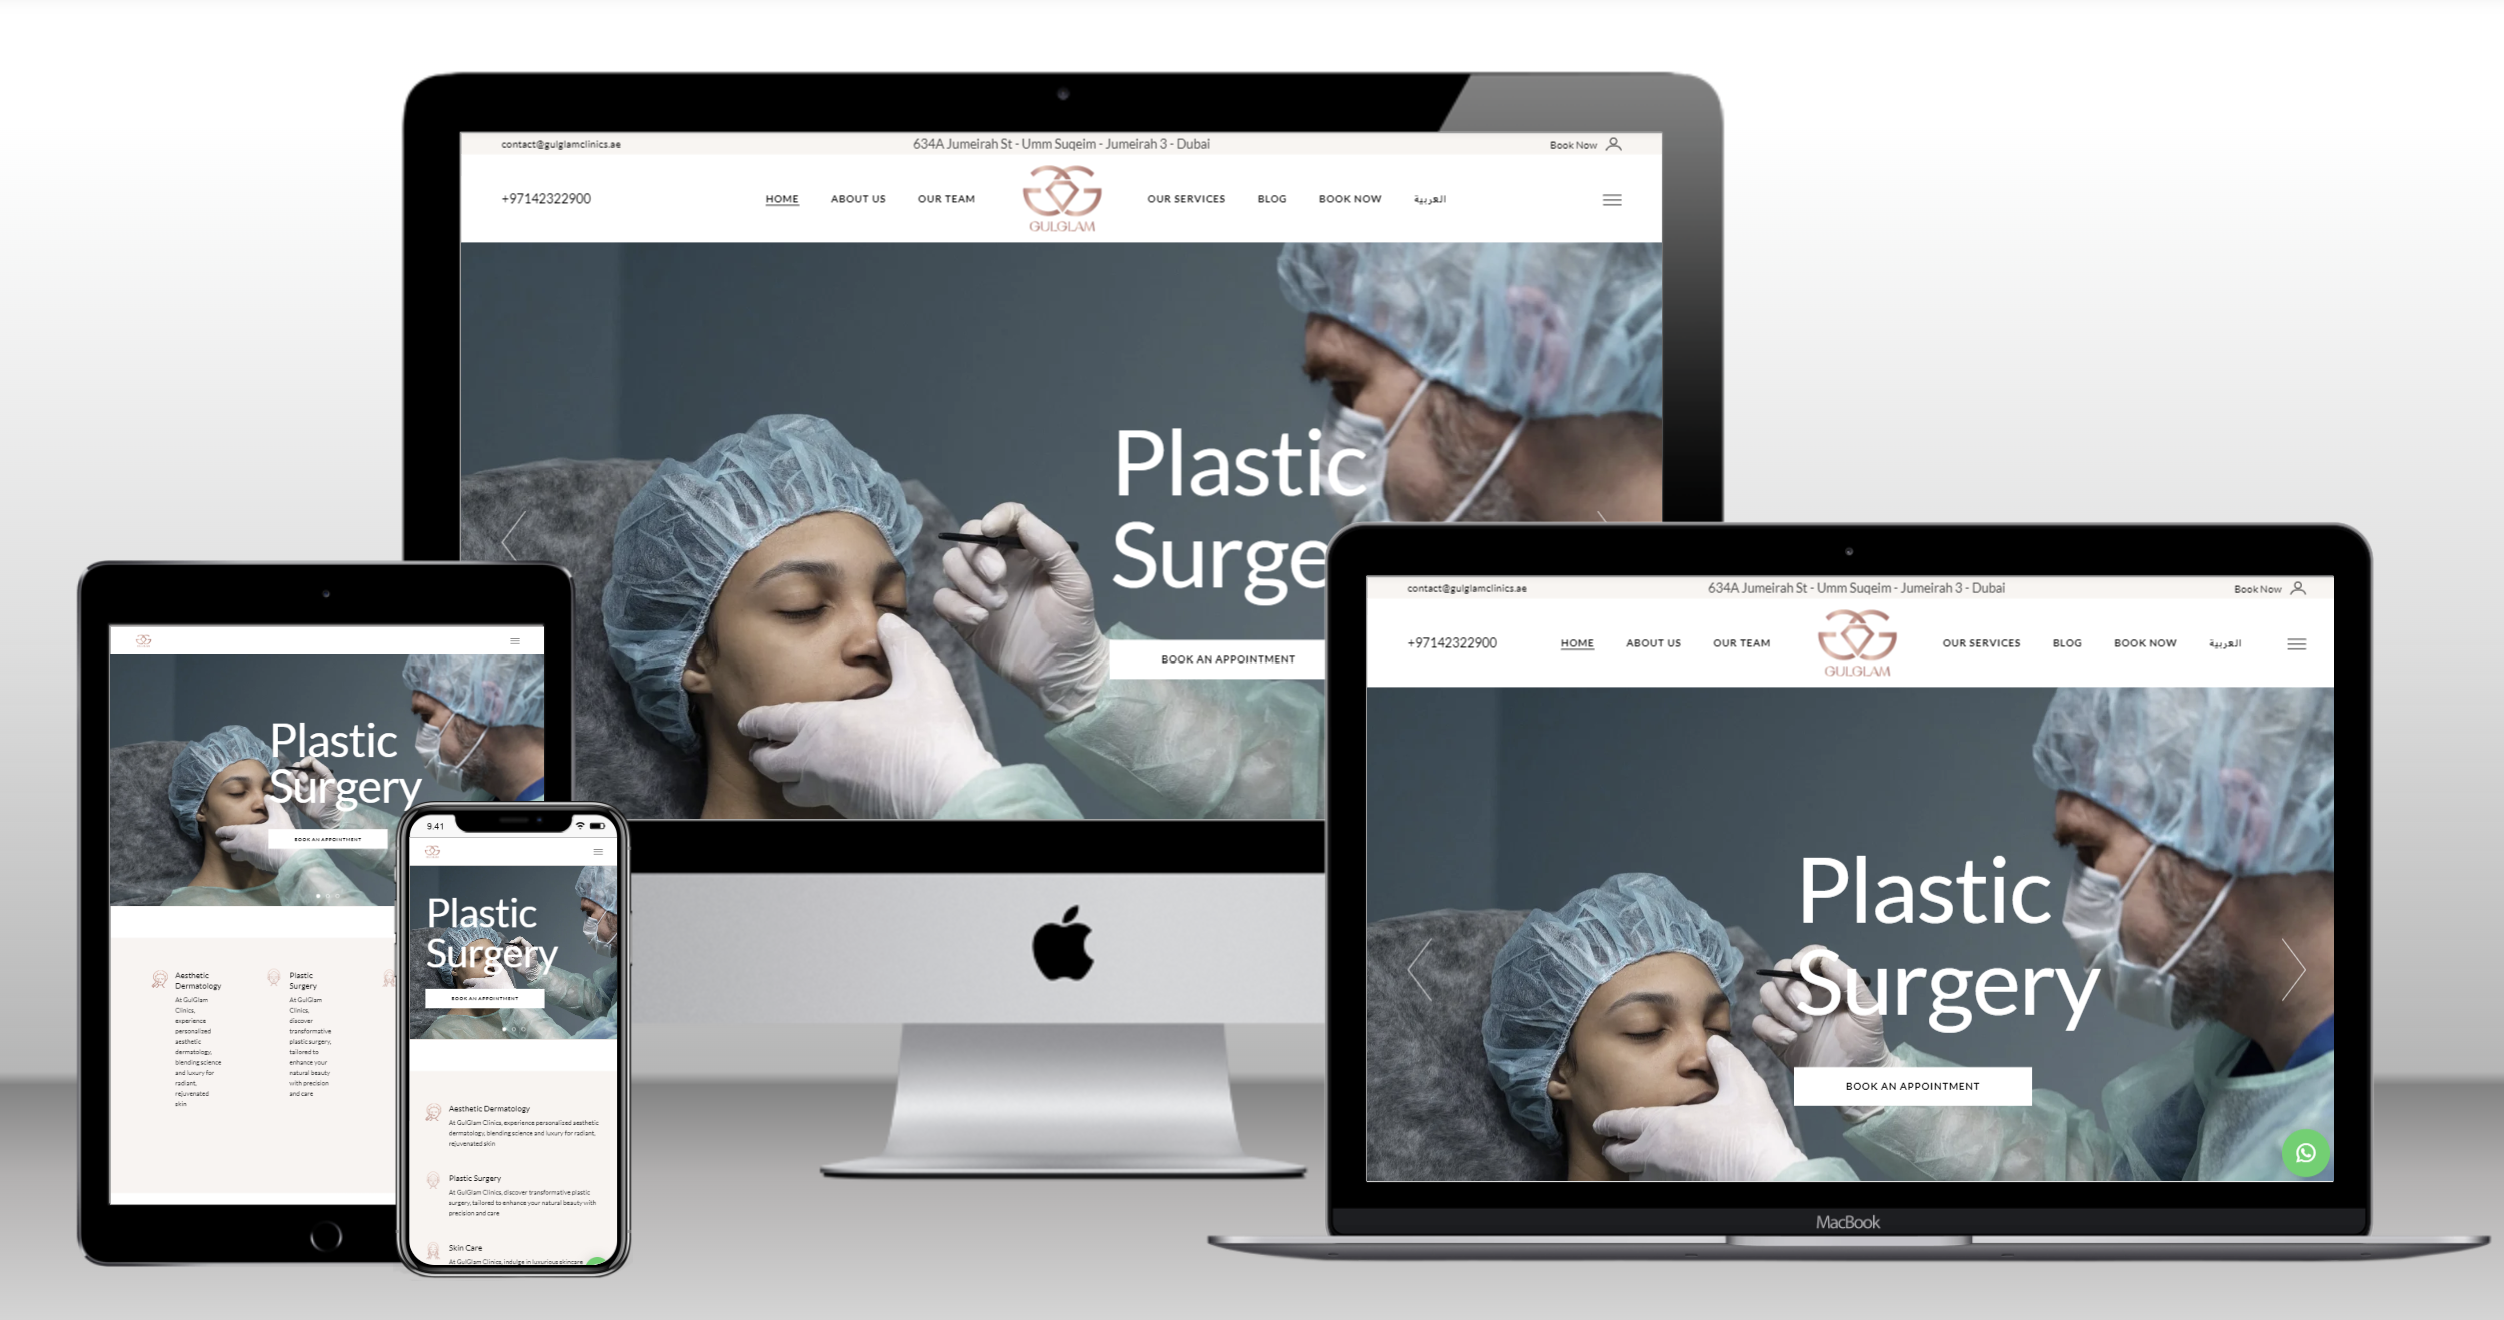 contact@gulglamclinics.ae
634A Jumeirah St - Umm Suqeim - Jumeirah 3 - Dubai
Book Now
+97142322900
HOME
ABOUT US
OUR TEAM
GULGLAM
OUR SERVICES
BLOG
BOOK NOW
العربية
Plastic
Surge
BOOK AN APPOINTMENT
Plastic
Surgery
BOOK AN APPOINTMENT
Aesthetic
Dermatology
At GulGlam
Clinics,
experience
personalized
aesthetic
dermatology,
blending science
and luxury for
radiant,
rejuvenated
skin
Plastic
Surgery
At GulGlam
Clinics,
discover
transformative
plastic surgery,
tailored to
enhance your
natural beauty
with precision
and care
9.41
Plastic
Surgery
BOOK AN APPOINTMENT
Aesthetic Dermatology
At GulGlam Clinics, experience personalized aesthetic
dermatology, blending science and luxury for radiant,
rejuvenated skin
Plastic Surgery
At GulGlam Clinics, discover transformative plastic
surgery, tailored to enhance your natural beauty with
precision and care
Skin Care
At GulGlam Clinics, indulge in luxurious skincare
contact@gulglamclinics.ae
634A Jumeirah St - Umm Suqeim - Jumeirah 3 - Dubai
Book Now
+97142322900
HOME
ABOUT US
OUR TEAM
GULGLAM
OUR SERVICES
BLOG
BOOK NOW
العربية
Plastic
Surgery
BOOK AN APPOINTMENT
MacBook